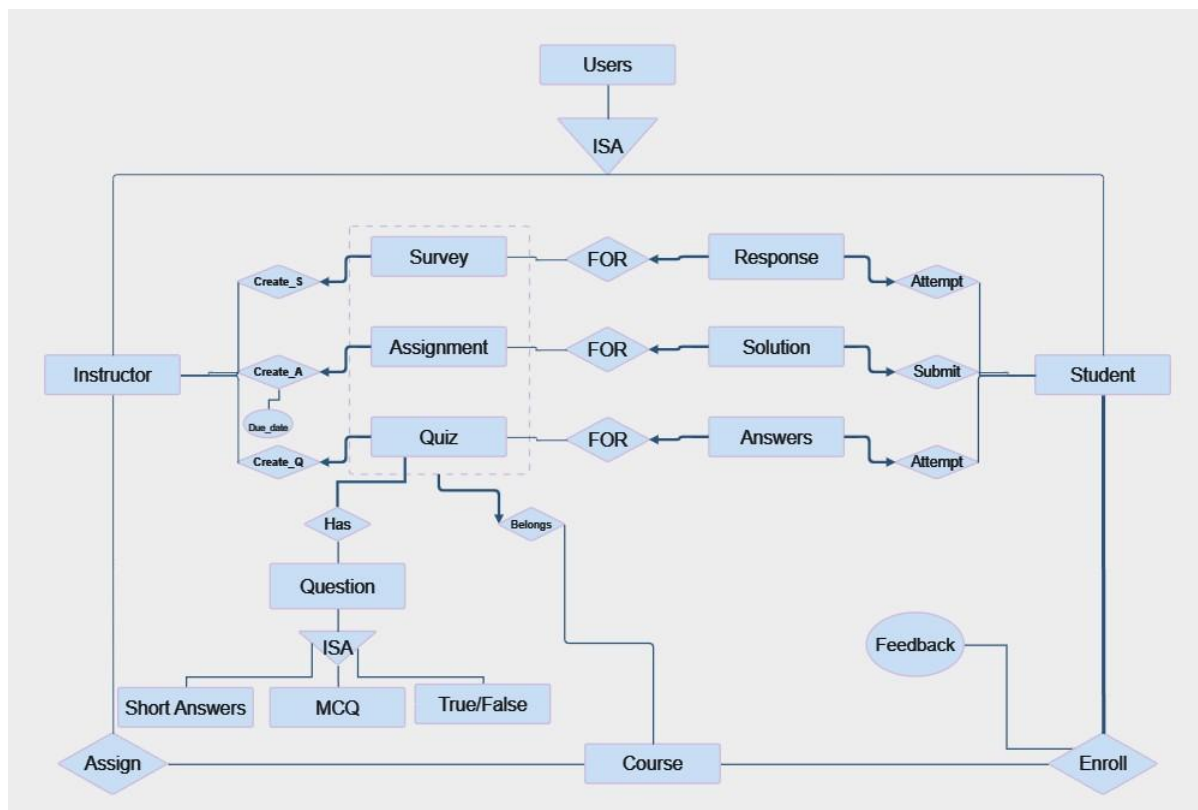 Users
ISA
Survey
FOR
Response
Create_S
Attempt
Assignment
FOR
Solution
Instructor
Create_A
Submit
Student
Due_date
Quiz
FOR
Answers
Create_Q
Attempt
Has
Belongs
Question
ISA
Feedback
Short Answers
MCQ
True/False
Assign
Course
Enroll